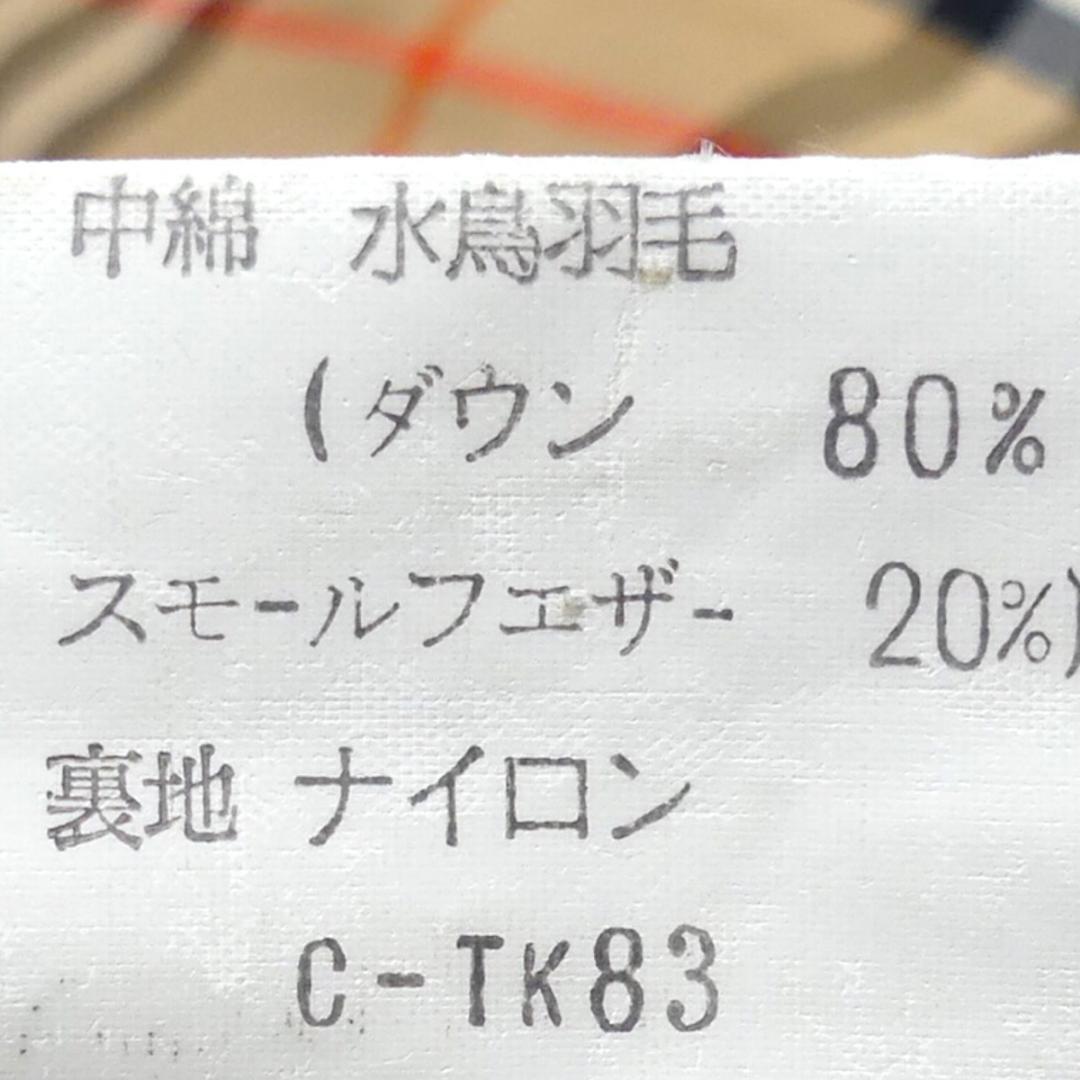 中綿 水鳥羽毛
(ダウン 80%
スモールフェザー 20%)
裏地 ナイロン
C-TK83